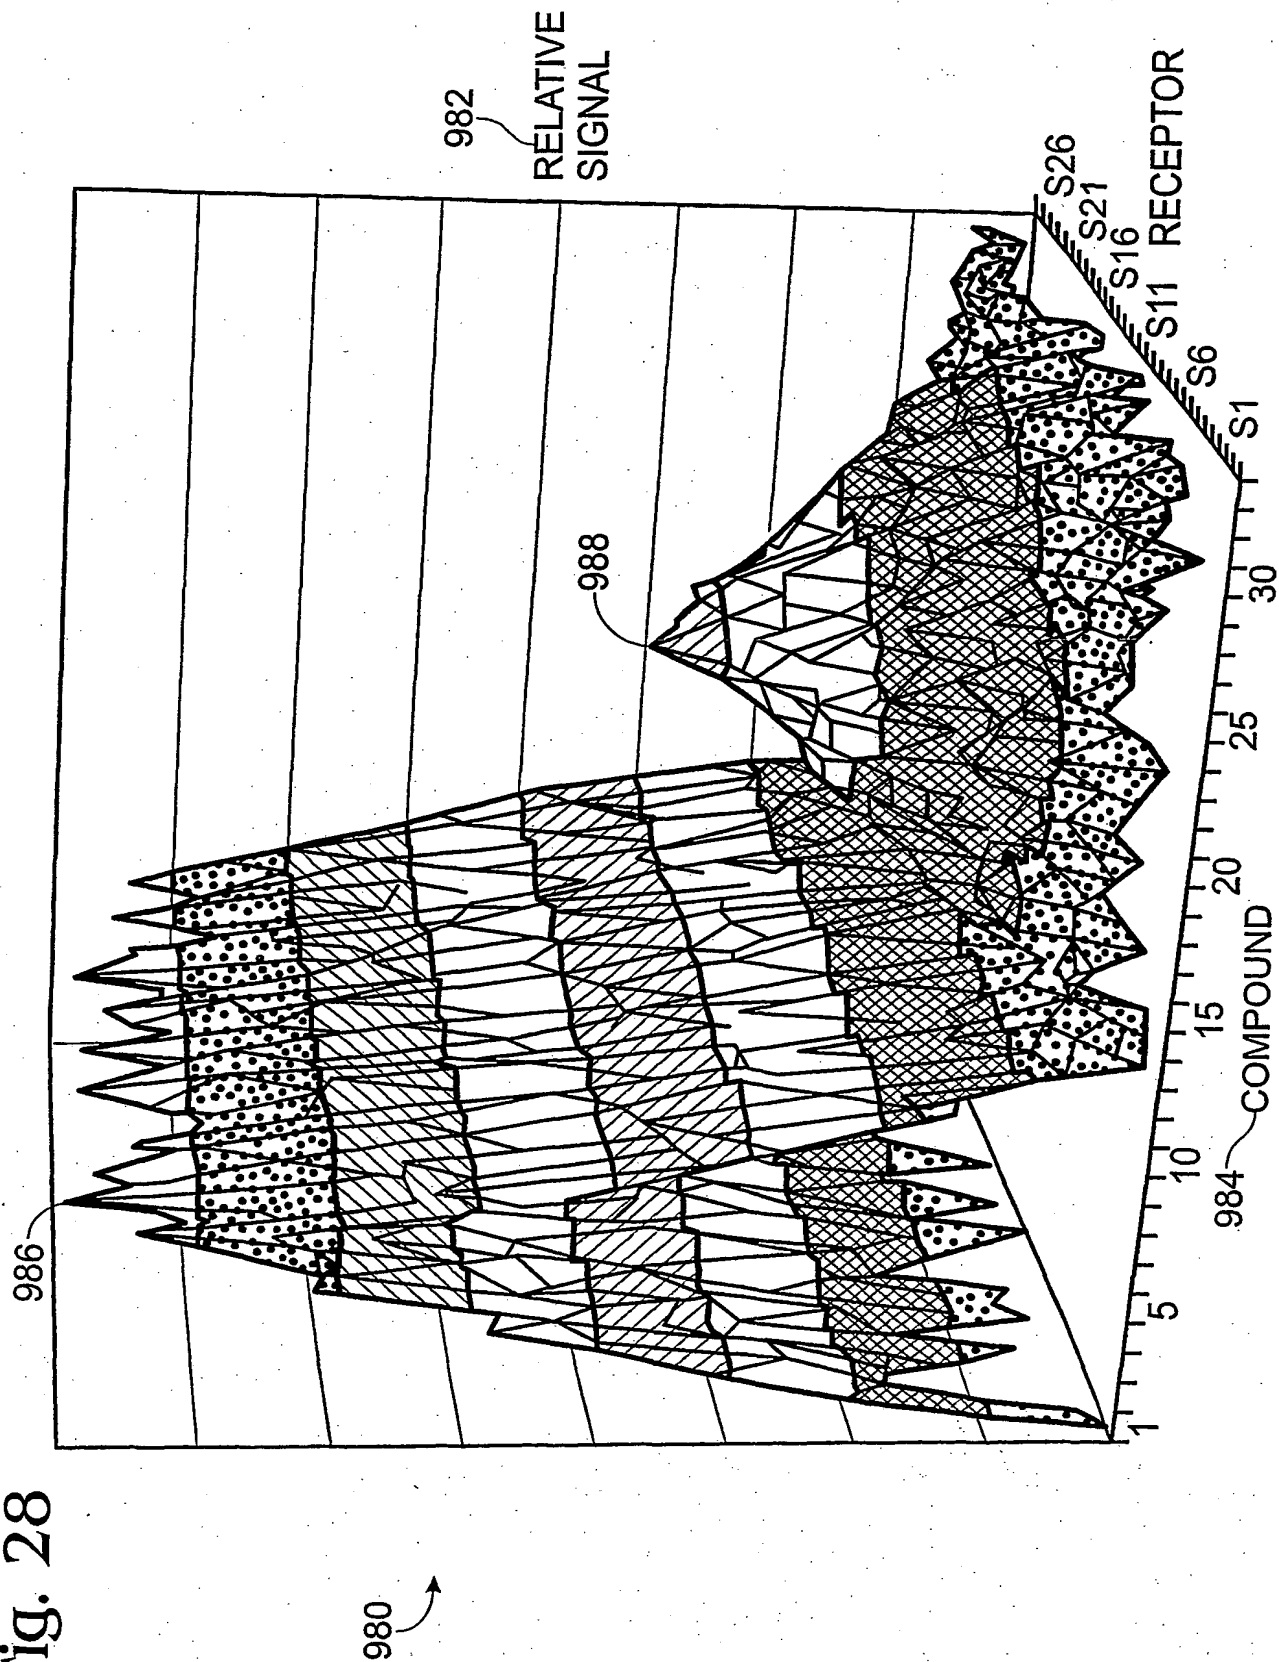 Fig. 28
980
986
988
982
RELATIVE
SIGNAL
S26
S21
S16
S11
S6
S1
RECEPTOR
1
5
10
15
20
25
30
984
COMPOUND